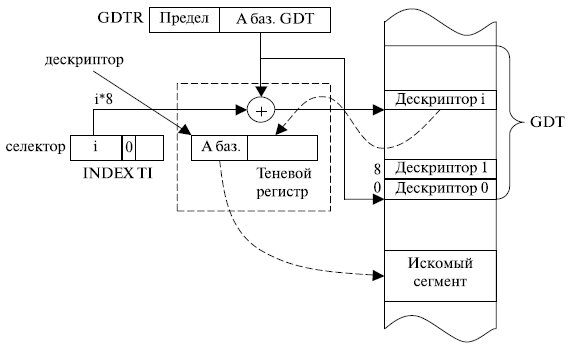 GDTR Предел А баз. GDT
дескриптор
i*8
+
Дескриптор i
GDT
селектор i 0
А баз.
INDEX TI
Теневой
регистр
8 Дескриптор 1
0 Дескриптор 0
Искомый
сегмент